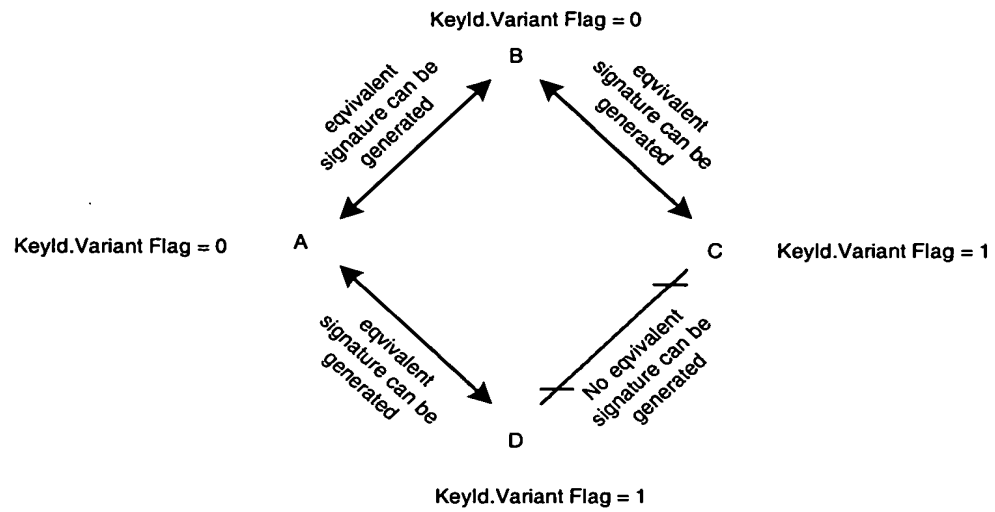 KeyId.Variant Flag = 0
B
eqvivalent
signature can be
generated
eqvivalent
signature can be
generated
KeyId.Variant Flag = 0
A
C
KeyId.Variant Flag = 1
eqvivalent
signature can be
generated
No eqvivalent
signature can be
generated
D
KeyId.Variant Flag = 1